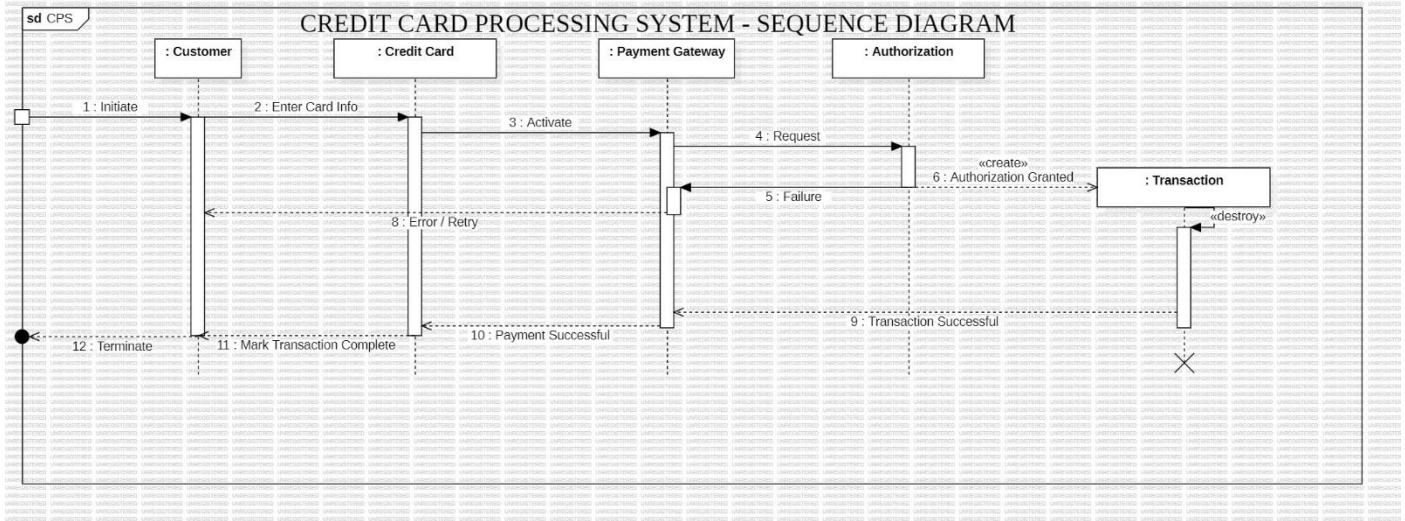 sd CPS
CREDIT CARD PROCESSING SYSTEM - SEQUENCE DIAGRAM
: Customer
: Credit Card
: Payment Gateway
: Authorization
1 : Initiate
2 : Enter Card Info
3 : Activate
4 : Request
«create»
6 : Authorization Granted
: Transaction
5 : Failure
«destroy»
8 : Error / Retry
9 : Transaction Successful
10 : Payment Successful
11 : Mark Transaction Complete
12 : Terminate
UNREGISTERED